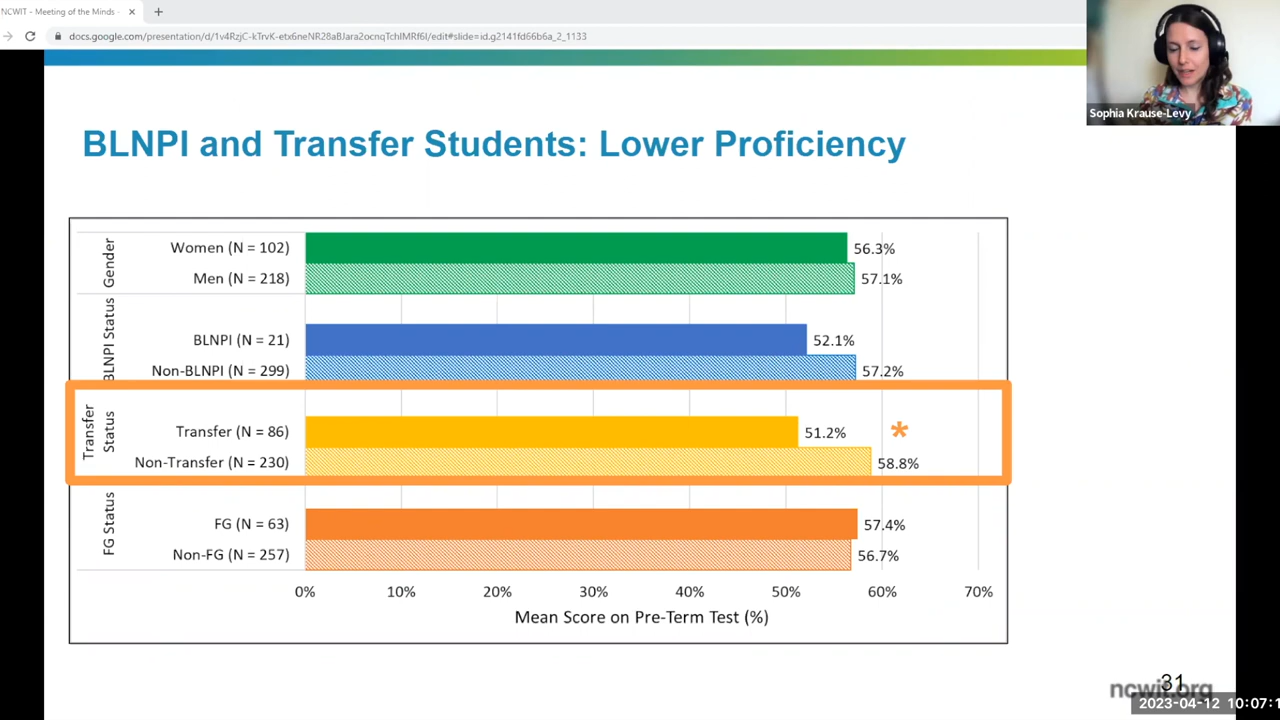 NCWIT - Meeting of the Minds -
docs.google.com/presentation/d/1v4RzjC-kTrvK-etx6neNR28aBJara2ocnqTchlMRf6I/edit#slide=id.g2141fd66b6a_2_1133
Sophia Krause-Levy
BLNPI and Transfer Students: Lower Proficiency
Gender
Women (N = 102) 56.3%
Men (N = 218) 57.1%
BLNPI Status
BLNPI (N = 21) 52.1%
Non-BLNPI (N = 299) 57.2%
Transfer
Status
Transfer (N = 86) 51.2% *
Non-Transfer (N = 230) 58.8%
FG Status
FG (N = 63) 57.4%
Non-FG (N = 257) 56.7%
0% 10% 20% 30% 40% 50% 60% 70%
Mean Score on Pre-Term Test (%)
31
ncwit.org
2023-04-12 10:07:1